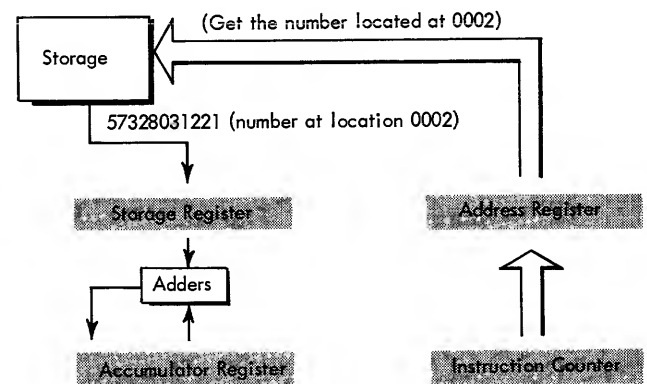 (Get the number located at 0002)
Storage
57328031221 (number at location 0002)
Storage Register
Address Register
Adders
Accumulator Register
Instruction Counter